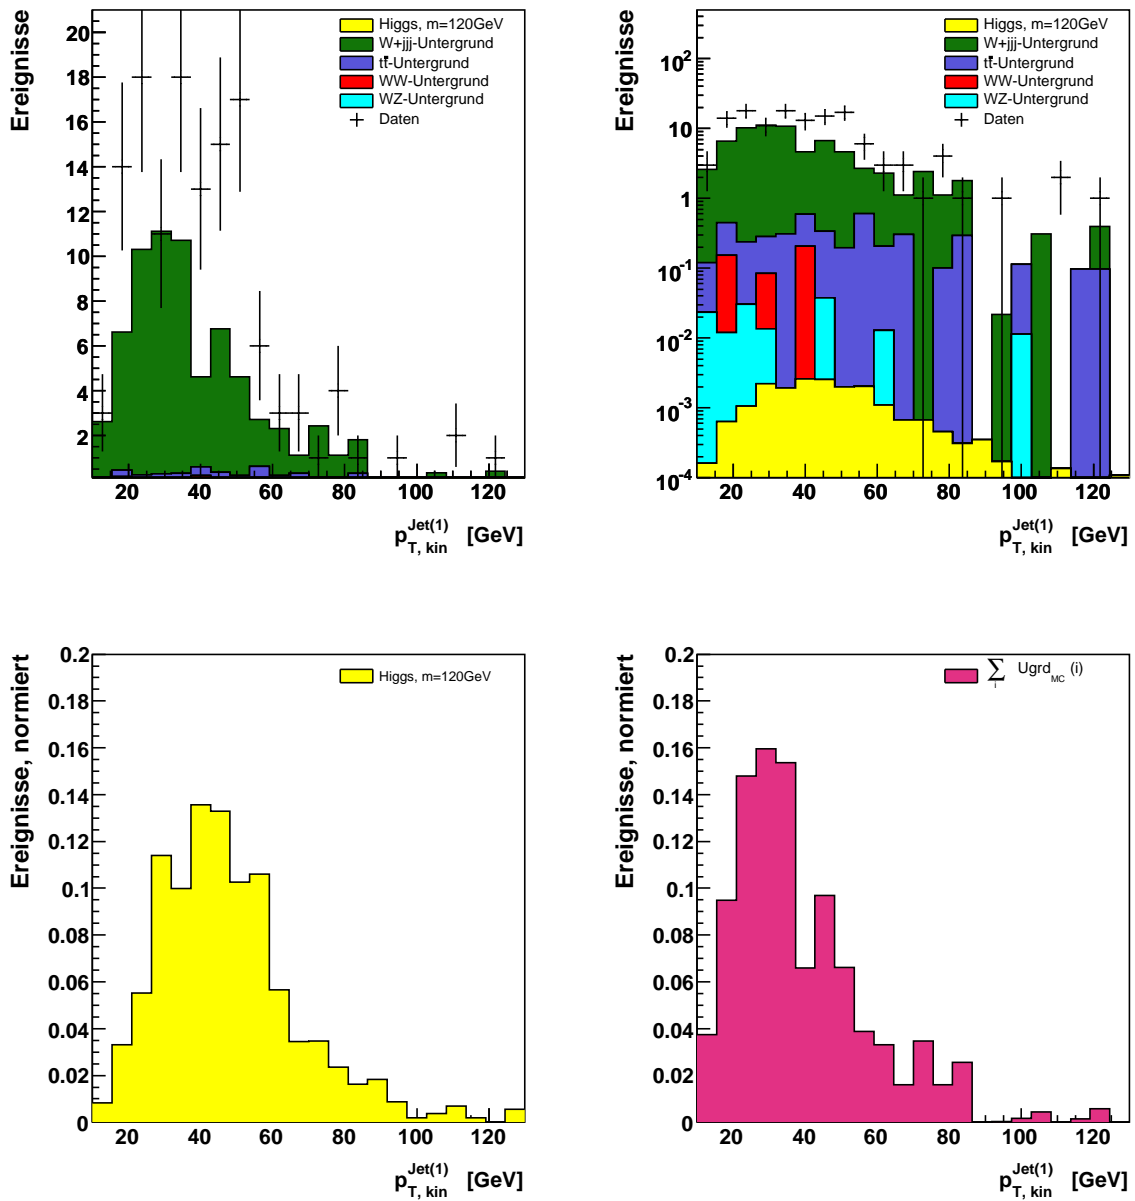 Ereignisse
20
18
16
14
12
10
8
6
4
2
Higgs, m=120GeV
W+jjj-Untergrund
tt̄-Untergrund
WW-Untergrund
WZ-Untergrund
Daten
20 40 60 80 100 120
p_{T, kin}^{Jet(1)} [GeV]
Ereignisse
10^2
10
1
10^-1
10^-2
10^-3
10^-4
Higgs, m=120GeV
W+jjj-Untergrund
tt̄-Untergrund
WW-Untergrund
WZ-Untergrund
Daten
20 40 60 80 100 120
p_{T, kin}^{Jet(1)} [GeV]
Ereignisse, normiert
0.2
0.18
0.16
0.14
0.12
0.1
0.08
0.06
0.04
0.02
0
Higgs, m=120GeV
20 40 60 80 100 120
p_{T, kin}^{Jet(1)} [GeV]
Ereignisse, normiert
0.2
0.18
0.16
0.14
0.12
0.1
0.08
0.06
0.04
0.02
0
∑_i Ugrd_MC (i)
20 40 60 80 100 120
p_{T, kin}^{Jet(1)} [GeV]